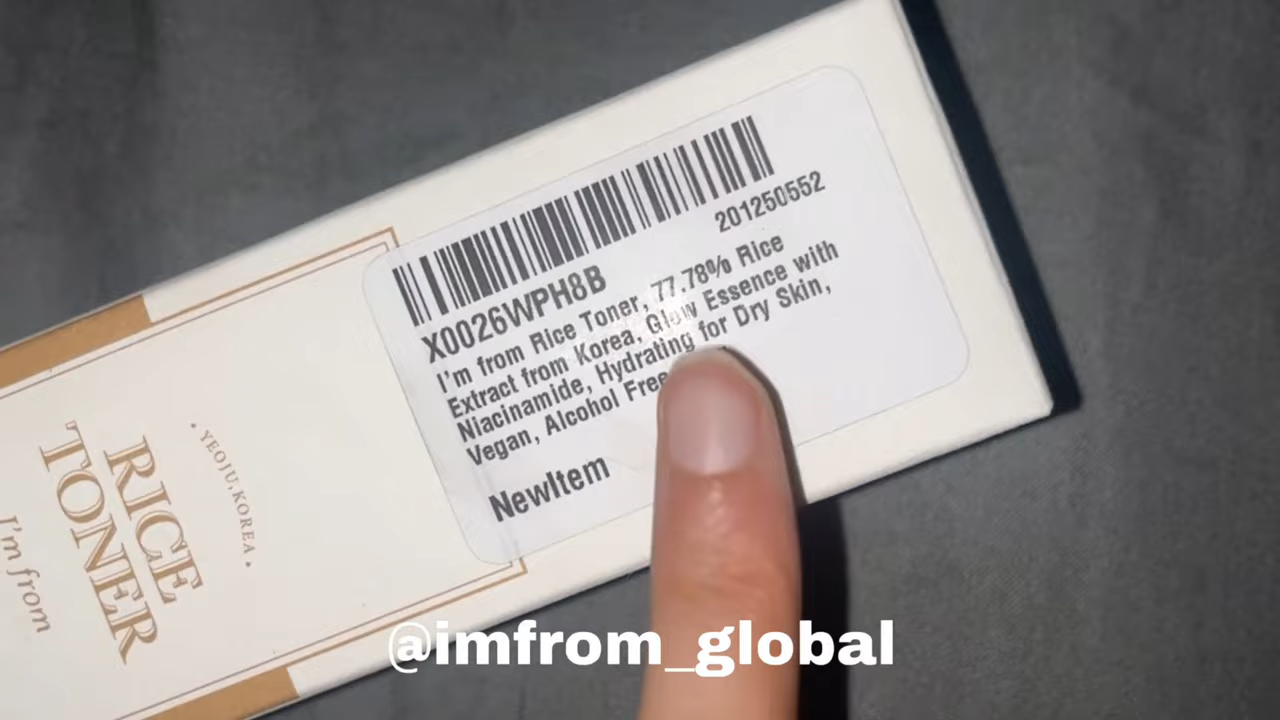 201250552
X0026WPH8B
I'm from Rice Toner, 77.78% Rice
Extract from Korea, Glow Essence with
Niacinamide, Hydrating for Dry Skin,
Vegan, Alcohol Free
NewItem
YEOJU, KOREA
RICE
TONER
I'm from
@imfrom_global